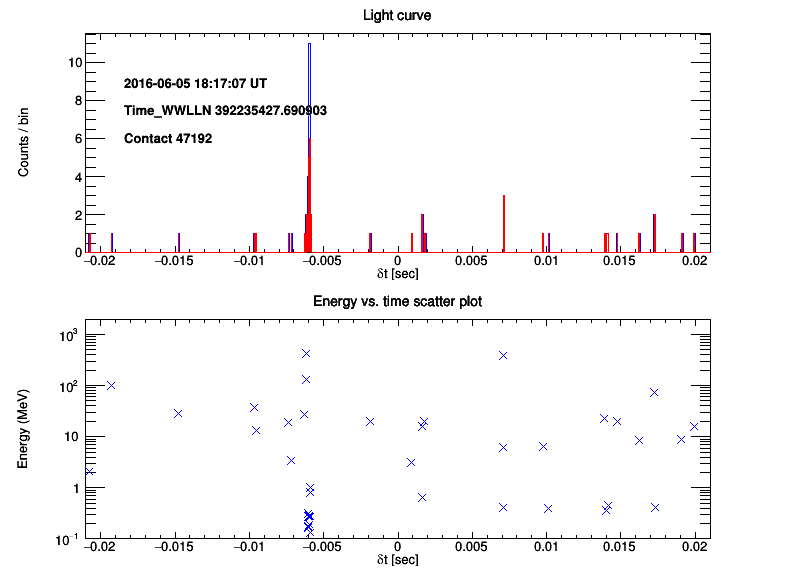 Light curve
Counts / bin
10
8
6
4
2
0
2016-06-05 18:17:07 UT
Time_WWLLN 392235427.690903
Contact 47192
−0.02 −0.015 −0.01 −0.005 0 0.005 0.01 0.015 0.02
δt [sec]
Energy vs. time scatter plot
Energy (MeV)
10³
10²
10
1
10⁻¹
−0.02 −0.015 −0.01 −0.005 0 0.005 0.01 0.015 0.02
δt [sec]